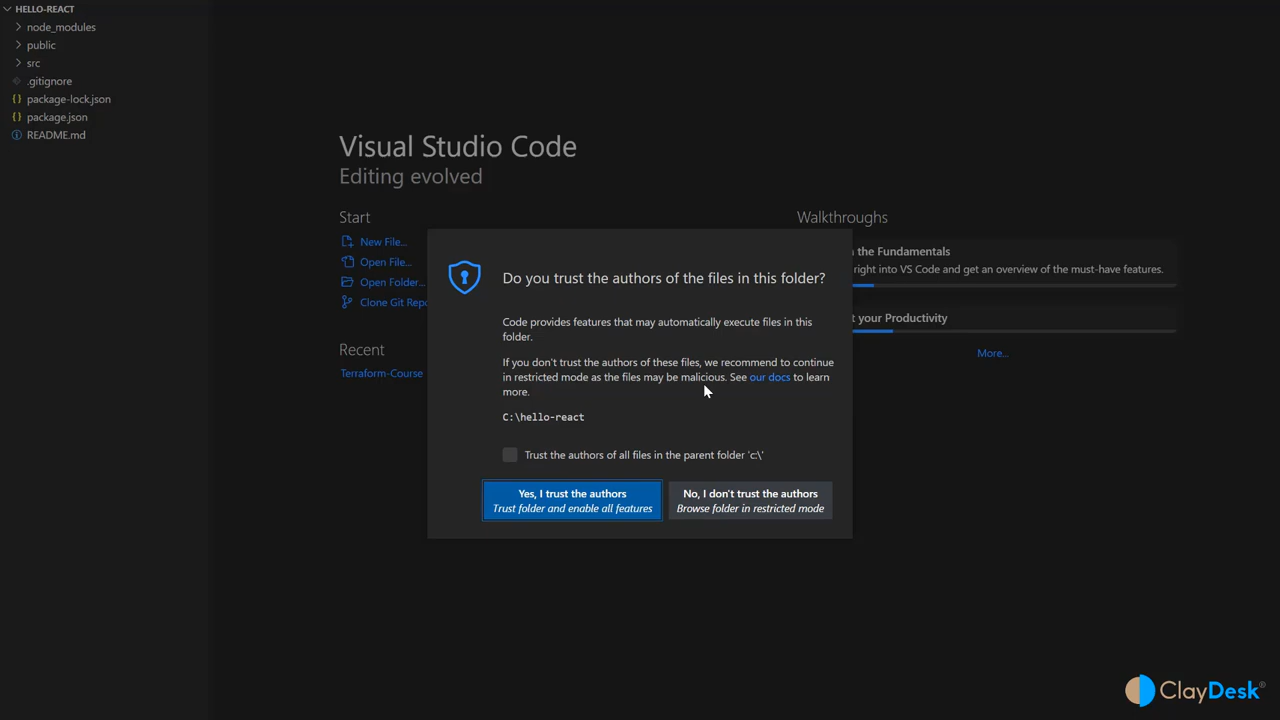 HELLO-REACT
node_modules
public
src
.gitignore
package-lock.json
package.json
README.md
Visual Studio Code
Editing evolved
Start
New File...
Open File...
Open Folder...
Clone Git Repo
Recent
Terraform-Course
Walkthroughs
the Fundamentals
right into VS Code and get an overview of the must-have features.
your Productivity
More...
Do you trust the authors of the files in this folder?
Code provides features that may automatically execute files in this
folder.
If you don't trust the authors of these files, we recommend to continue
in restricted mode as the files may be malicious. See our docs to learn
more.
C:\hello-react
Trust the authors of all files in the parent folder 'c:\'
Yes, I trust the authors
Trust folder and enable all features
No, I don't trust the authors
Browse folder in restricted mode
ClayDesk®